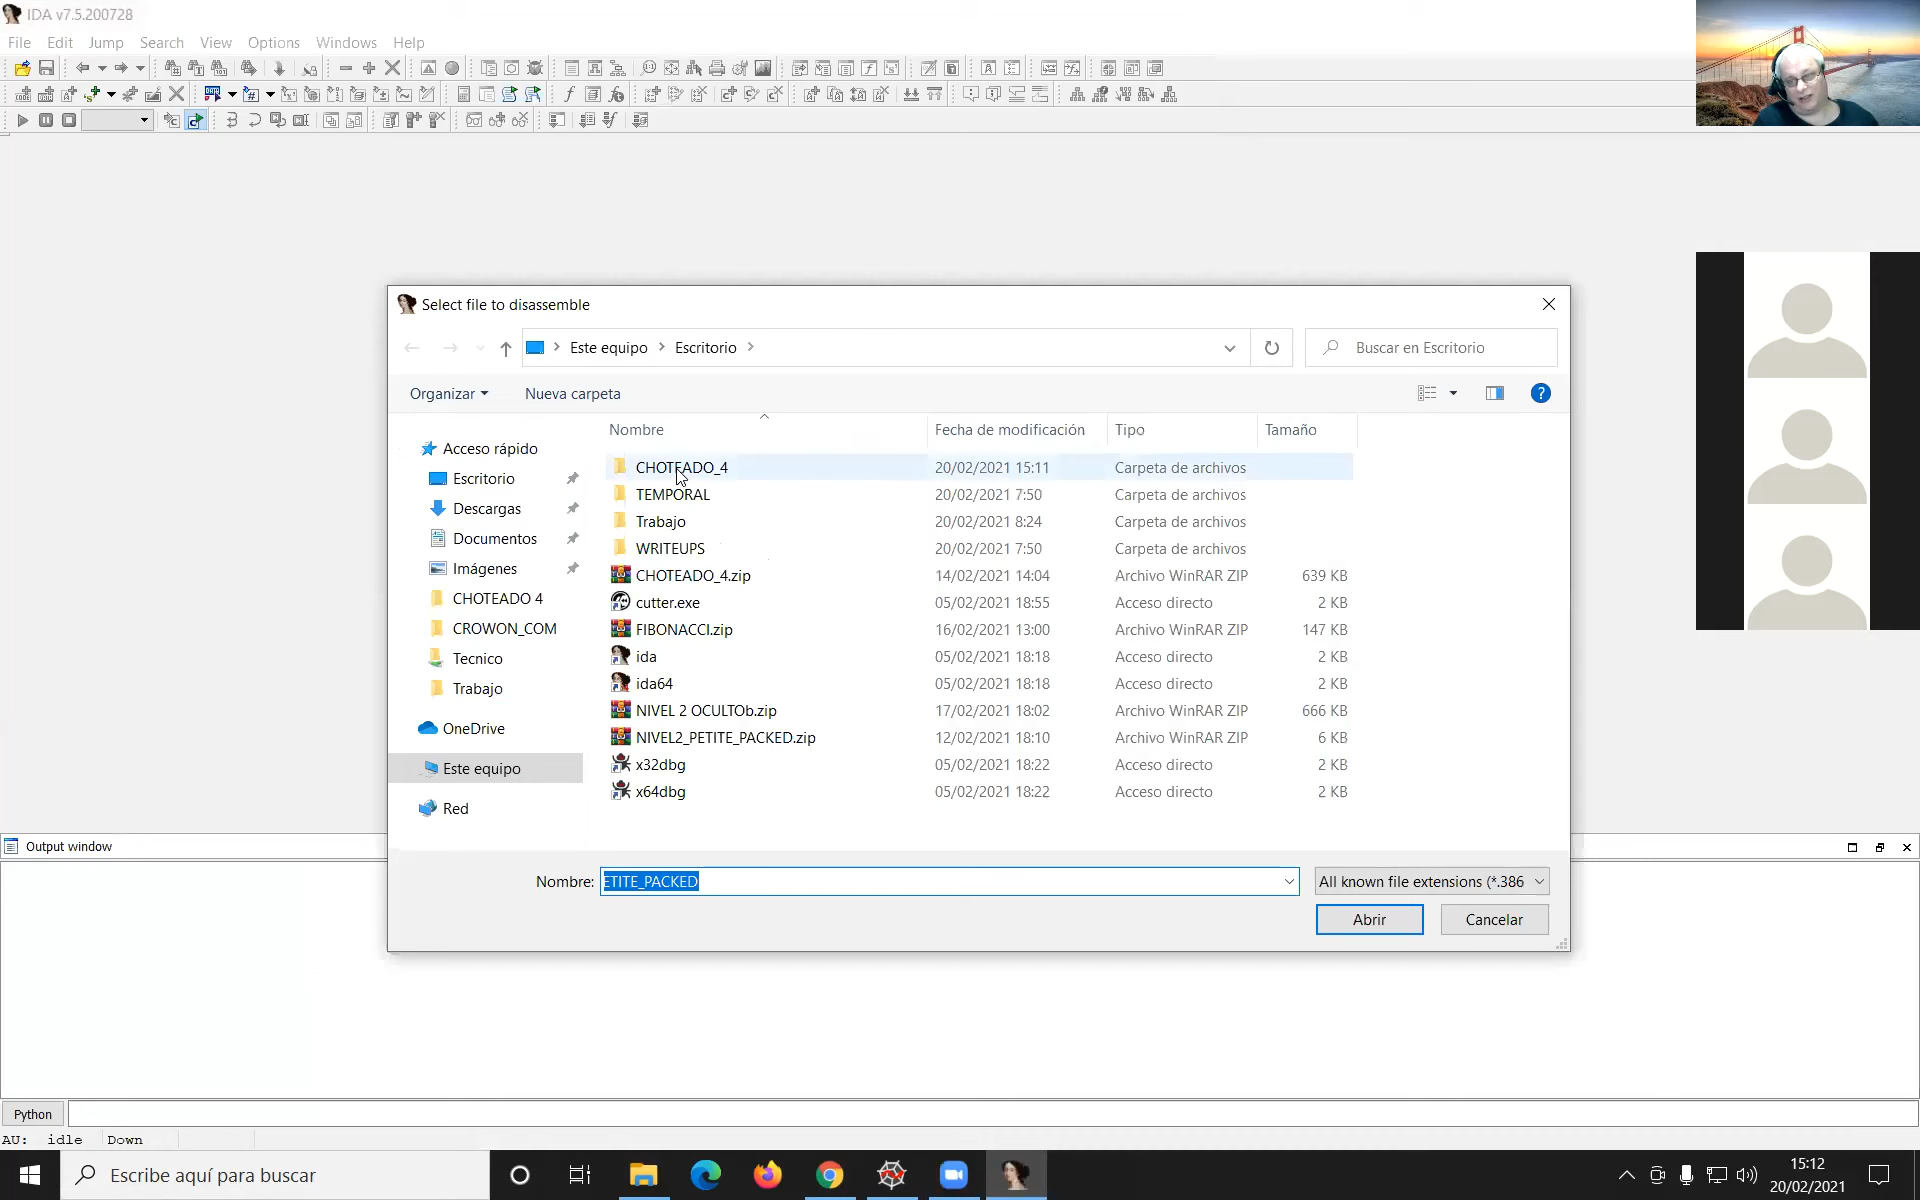 IDA v7.5.200728
File Edit Jump Search View Options Windows Help
Select file to disassemble
Este equipo Escritorio
Buscar en Escritorio
Organizar Nueva carpeta
Nombre Fecha de modificación Tipo Tamaño
Acceso rápido
Escritorio
Descargas
Documentos
Imágenes
CHOTEADO 4
CROWON_COM
Tecnico
Trabajo
OneDrive
Este equipo
Red
CHOTEADO_4 20/02/2021 15:11 Carpeta de archivos
TEMPORAL 20/02/2021 7:50 Carpeta de archivos
Trabajo 20/02/2021 8:24 Carpeta de archivos
WRITEUPS 20/02/2021 7:50 Carpeta de archivos
CHOTEADO_4.zip 14/02/2021 14:04 Archivo WinRAR ZIP 639 KB
cutter.exe 05/02/2021 18:55 Acceso directo 2 KB
FIBONACCI.zip 16/02/2021 13:00 Archivo WinRAR ZIP 147 KB
ida 05/02/2021 18:18 Acceso directo 2 KB
ida64 05/02/2021 18:18 Acceso directo 2 KB
NIVEL 2 OCULTOb.zip 17/02/2021 18:02 Archivo WinRAR ZIP 666 KB
NIVEL2_PETITE_PACKED.zip 12/02/2021 18:10 Archivo WinRAR ZIP 6 KB
x32dbg 05/02/2021 18:22 Acceso directo 2 KB
x64dbg 05/02/2021 18:22 Acceso directo 2 KB
Nombre: ETITE_PACKED All known file extensions (*.386
Abrir Cancelar
Output window
Python
AU: idle Down
Escribe aquí para buscar
15:12
20/02/2021